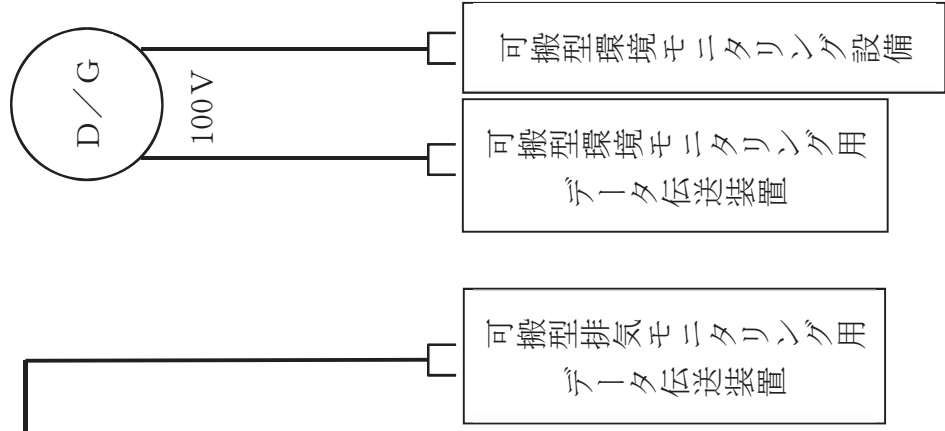 D／G
100V
可搬型環境モニタリング設備
可搬型環境モニタリング用
データ伝送装置
可搬型排気モニタリング用
データ伝送装置